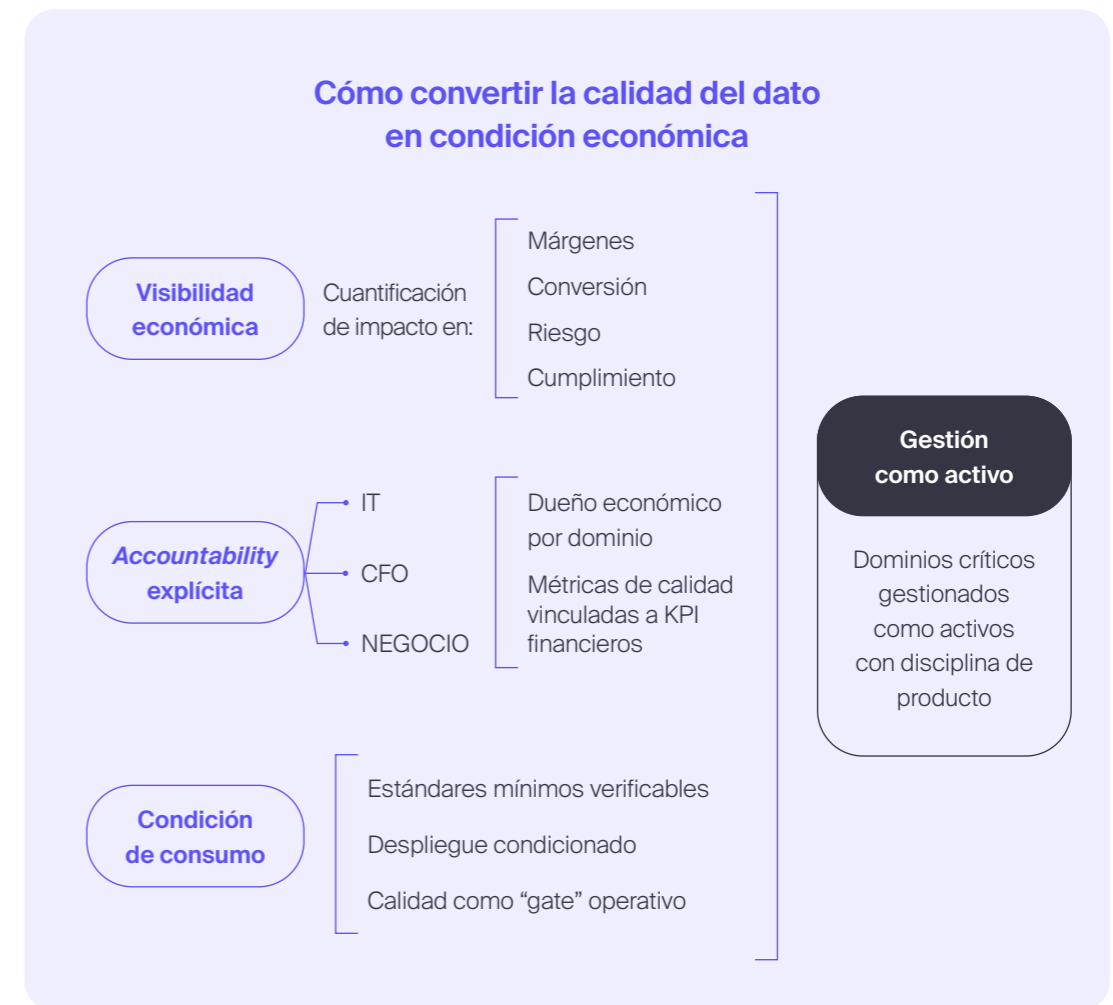 Cómo convertir la calidad del dato
en condición económica
Visibilidad
económica
Cuantificación
de impacto en:
Márgenes
Conversión
Riesgo
Cumplimiento
Accountability
explícita
IT
CFO
NEGOCIO
Dueño económico
por dominio
Métricas de calidad
vinculadas a KPI
financieros
Condición
de consumo
Estándares mínimos verificables
Despliegue condicionado
Calidad como “gate” operativo
Gestión
como activo
Dominios críticos
gestionados
como activos
con disciplina de
producto